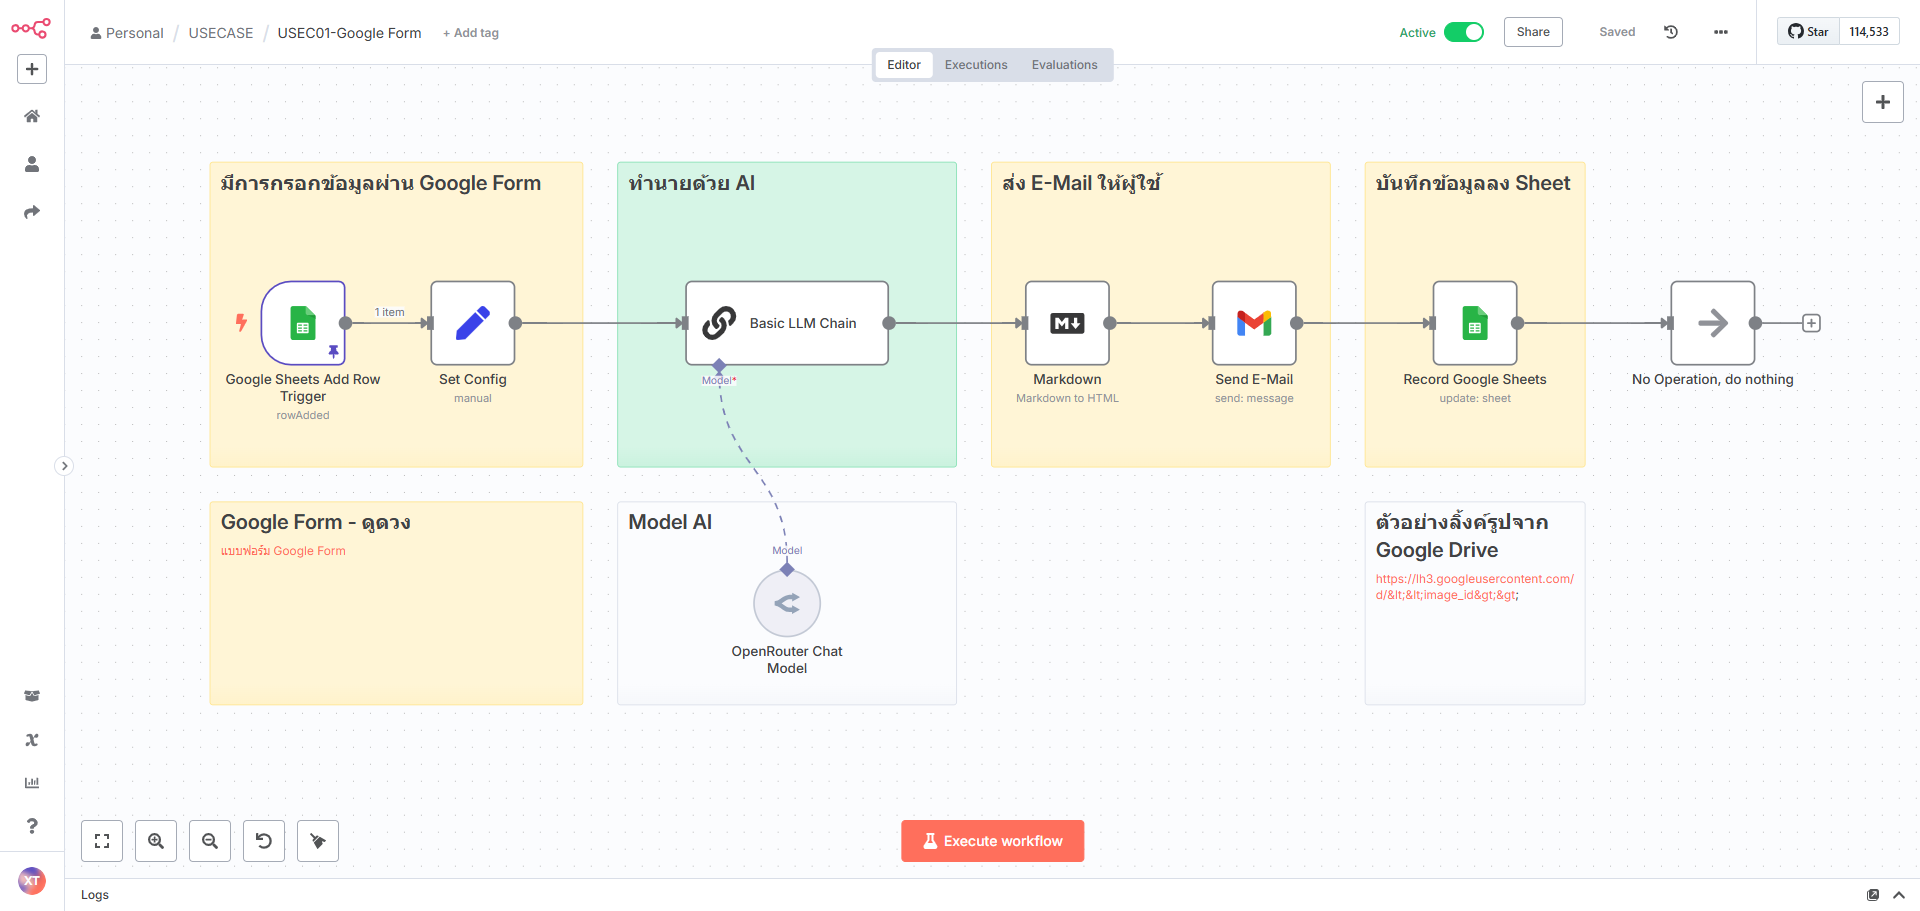 Personal / USECASE / USEC01-Google Form + Add tag
Active
Share
Saved
Star 114,533
Editor Executions Evaluations
มีการกรอกข้อมูลผ่าน Google Form
ทำนายด้วย AI
ส่ง E-Mail ให้ผู้ใช้
บันทึกข้อมูลลง Sheet
1 item
Google Sheets Add Row
Trigger
rowAdded
Set Config
manual
Basic LLM Chain
Model*
Markdown
Markdown to HTML
Send E-Mail
send: message
Record Google Sheets
update: sheet
No Operation, do nothing
Google Form - ดูดวง
แบบฟอร์ม Google Form
Model AI
Model
OpenRouter Chat
Model
ตัวอย่างลิ้งค์รูปจาก
Google Drive
https://lh3.googleusercontent.com/
d/&lt;&lt;image_id&gt;&gt;
Execute workflow
XT
Logs